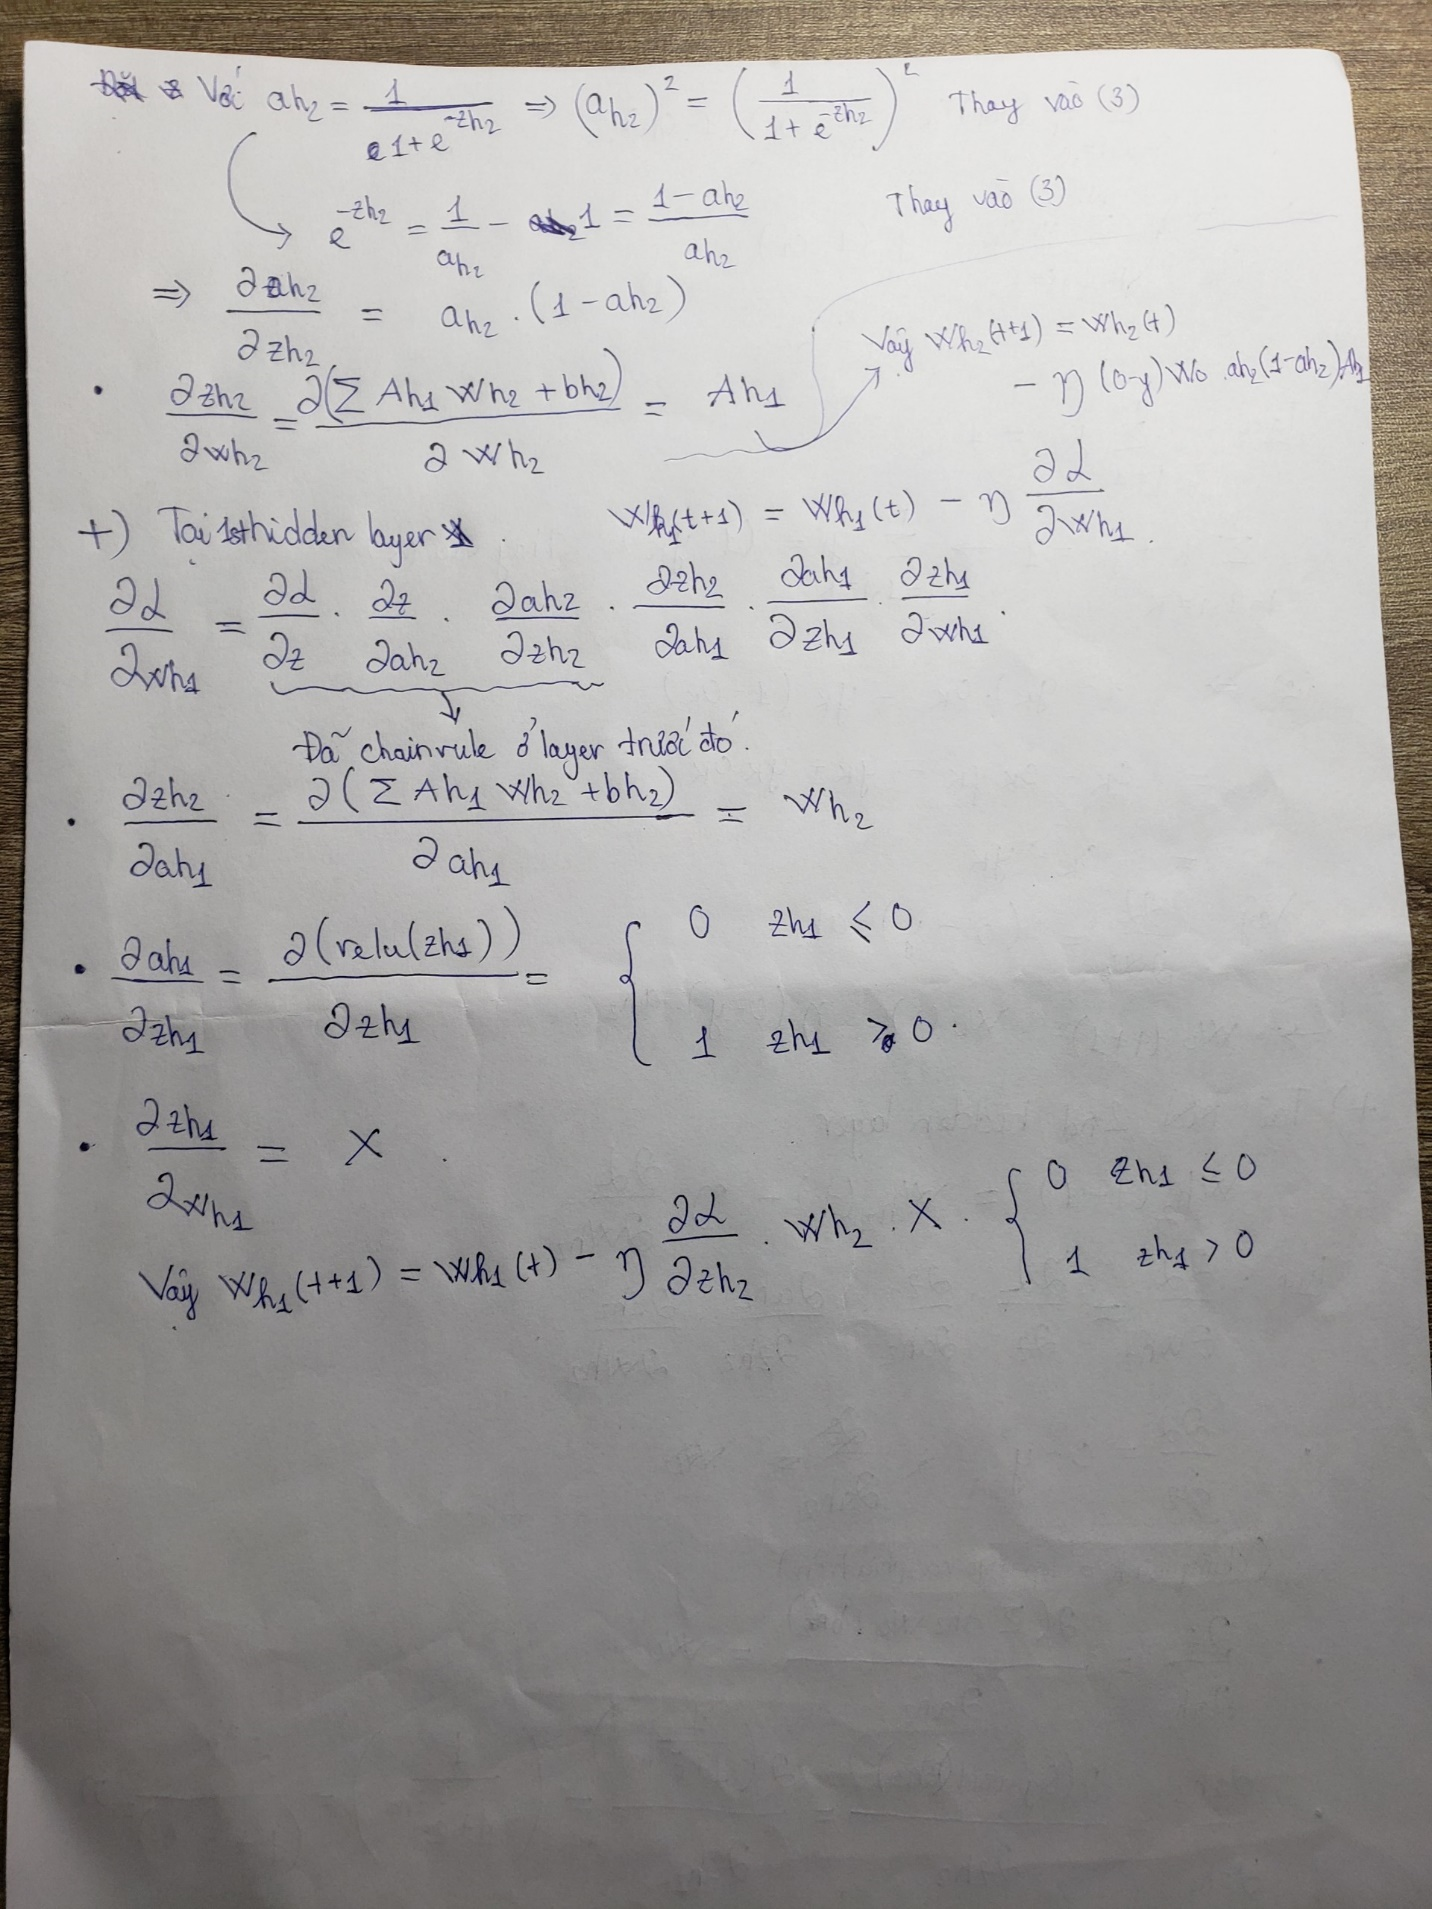 Với ah₂ = 1 / (1 + e^(-zh₂)) ⇒ (ah₂)² = (1 / (1 + e^(-zh₂)))² Thay vào (3)
e^(-zh₂) = 1/ah₂ - 1 = (1 - ah₂)/ah₂ Thay vào (3)
⇒ ∂ah₂/∂zh₂ = ah₂ . (1 - ah₂)
Vậy Wh₂(t+1) = Wh₂(t)
- η (o-y) Wo . ah₂(1-ah₂) Ah₁
• ∂zh₂/∂wh₂ = ∂(Σ Ah₁ Wh₂ + bh₂)/∂Wh₂ = Ah₁
+) Tại 1st hidden layer . Wh₁(t+1) = Wh₁(t) - η ∂L/∂wh₁ .
∂L/∂wh₁ = ∂L/∂z . ∂z/∂ah₂ . ∂ah₂/∂zh₂ . ∂zh₂/∂ah₁ . ∂ah₁/∂zh₁ . ∂zh₁/∂wh₁ .
Đã chainrule ở layer trước đó.
• ∂zh₂/∂ah₁ = ∂(Σ Ah₁ Wh₂ + bh₂)/∂ah₁ = Wh₂
• ∂ah₁/∂zh₁ = ∂(relu(zh₁))/∂zh₁ = { 0 zh₁ ≤ 0
1 zh₁ > 0 .
• ∂zh₁/∂wh₁ = X .
Vậy Wh₁(t+1) = Wh₁(t) - η ∂L/∂zh₂ . Wh₂ . X . { 0 zh₁ ≤ 0
1 zh₁ > 0